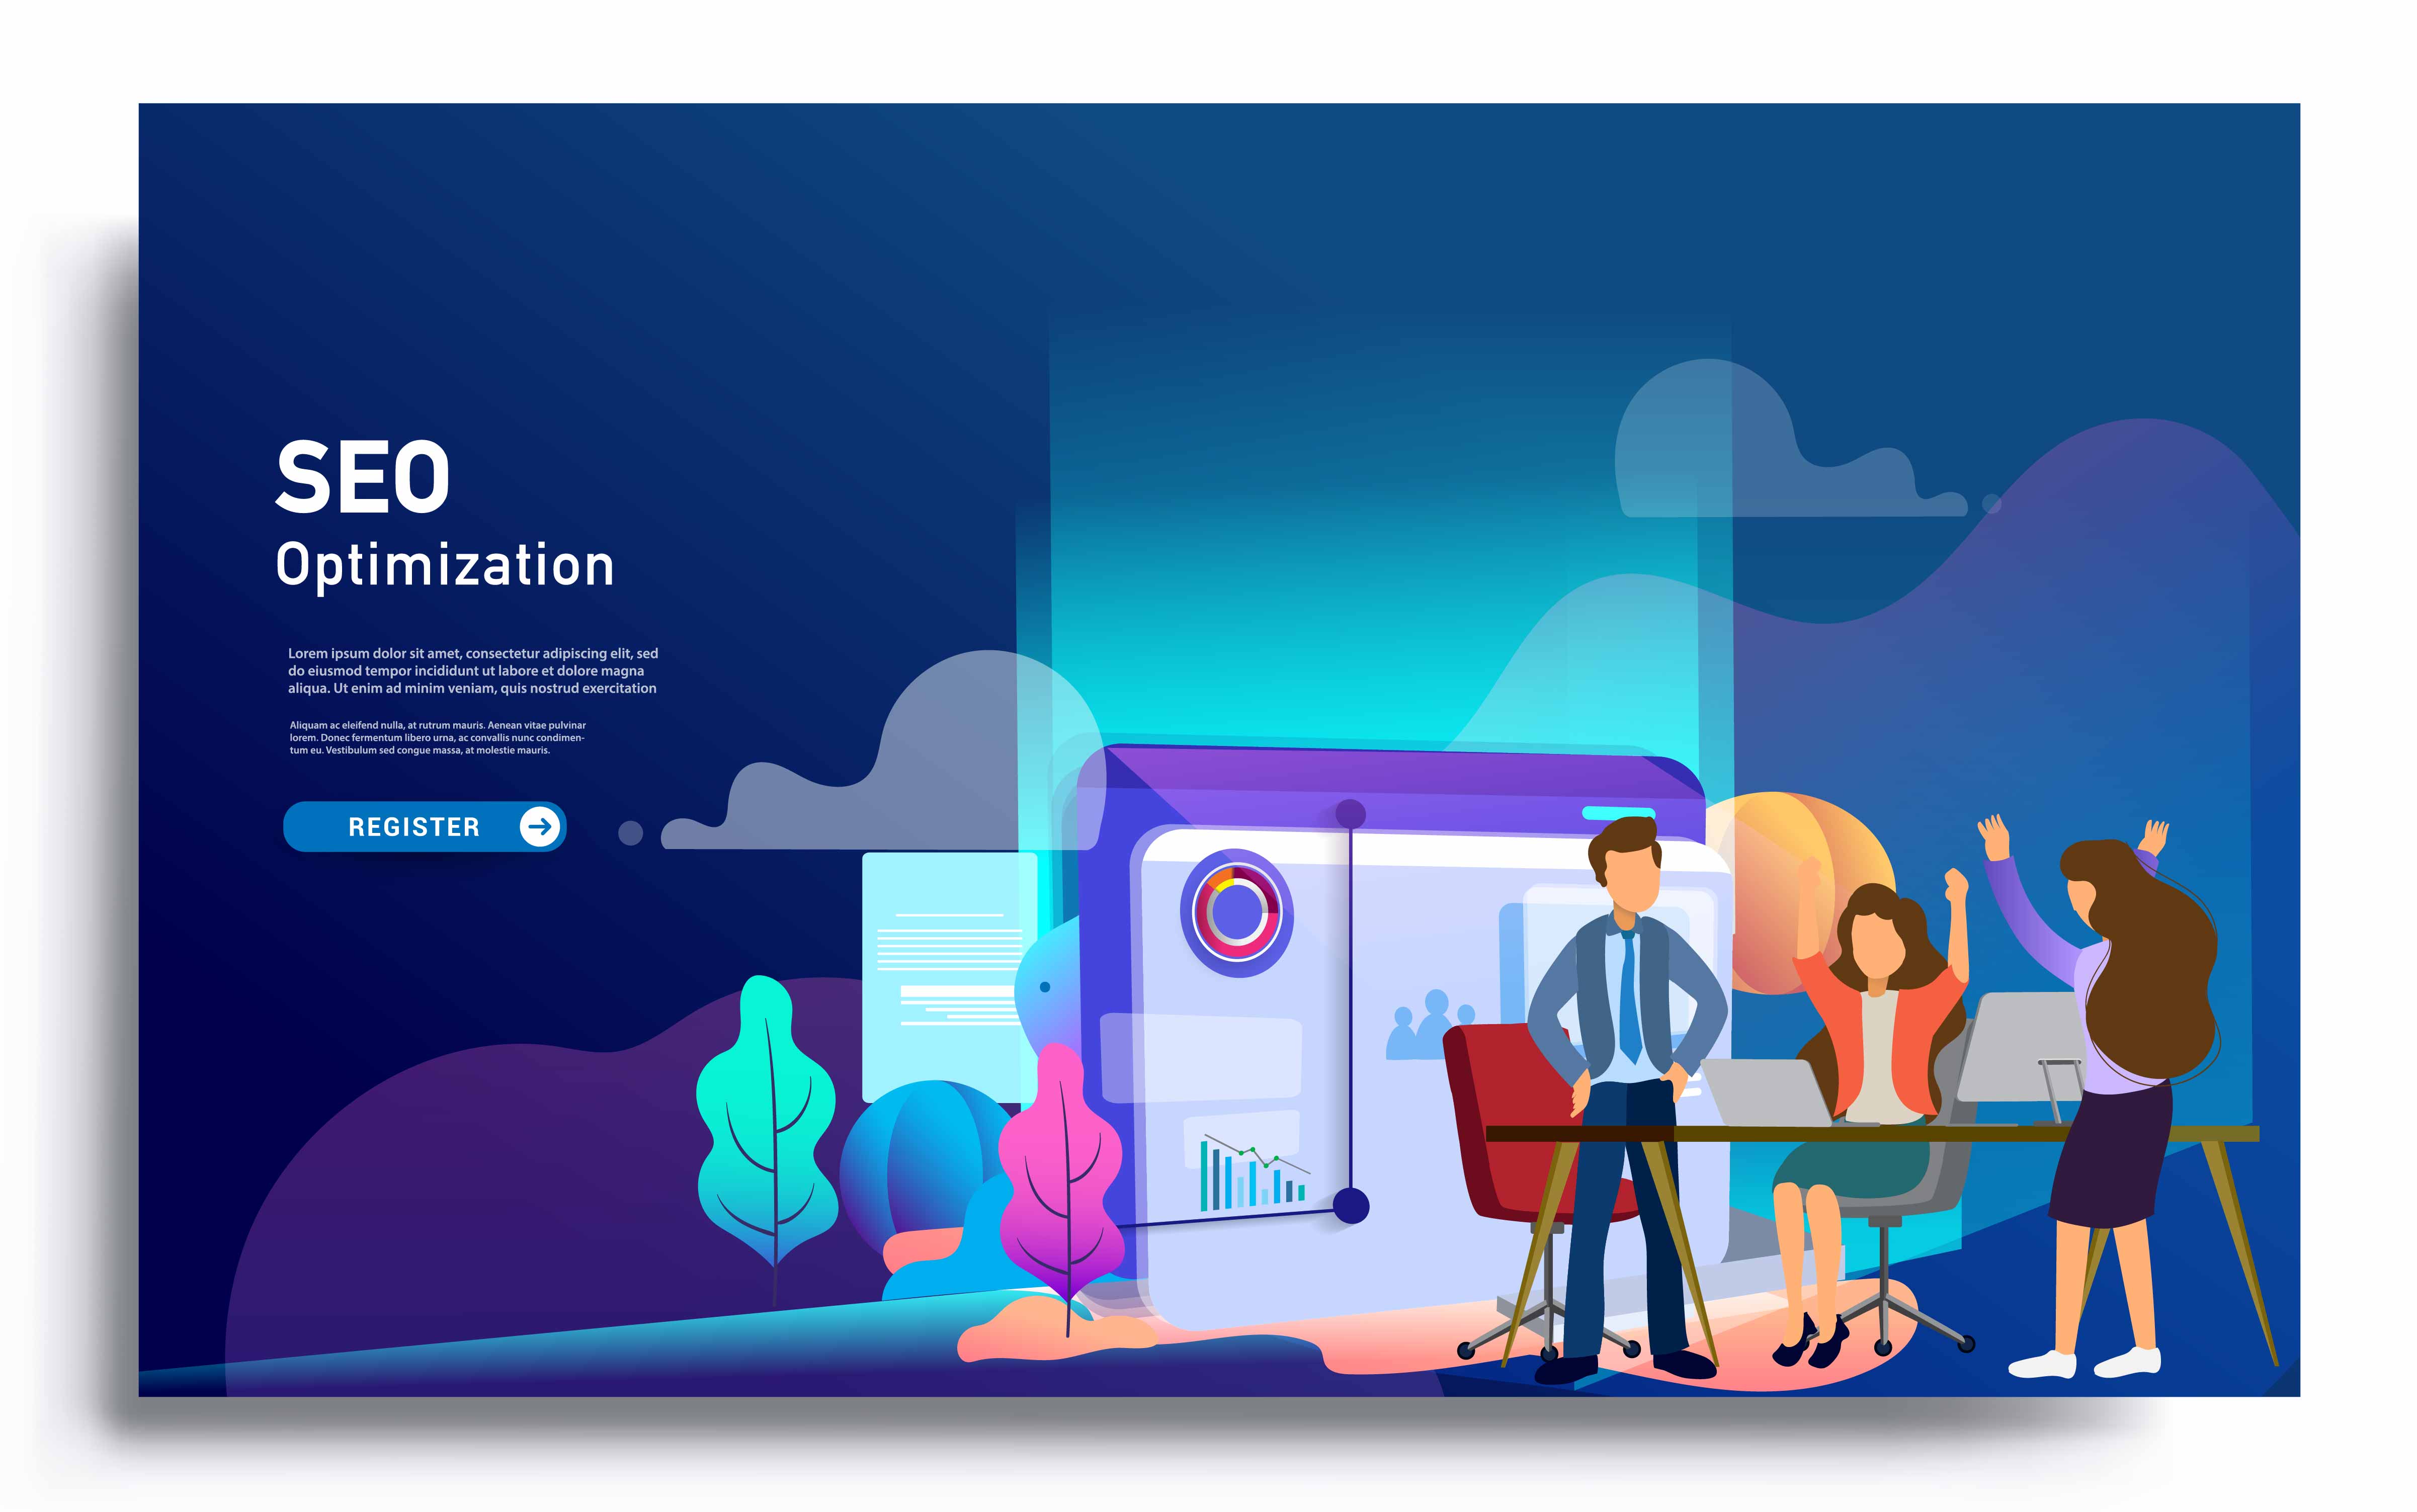 SEO
Optimization
Lorem ipsum dolor sit amet, consectetur adipiscing elit, sed
do eiusmod tempor incididunt ut labore et dolore magna
aliqua. Ut enim ad minim veniam, quis nostrud exercitation
Aliquam ac eleifend nulla, at rutrum mauris. Aenean vitae pulvinar
lorem. Donec fermentum libero urna, ac convallis nunc condimen-
tum eu. Vestibulum sed congue massa, at molestie mauris.
REGISTER